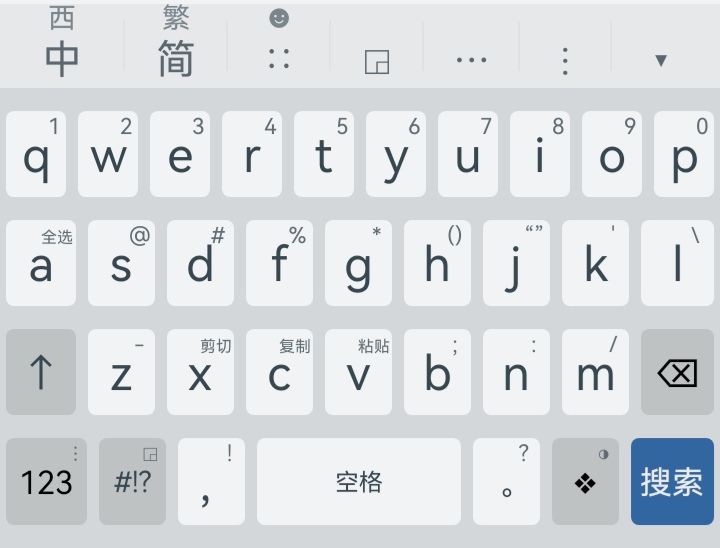 西 繁
中 简
1 2 3 4 5 6 7 8 9 0
q w e r t y u i o p
全选 @ # % * () “” ' \
a s d f g h j k l
- 剪切 复制 粘贴 ; : /
z x c v b n m
! ?
123 #!? , 空格 。 搜索